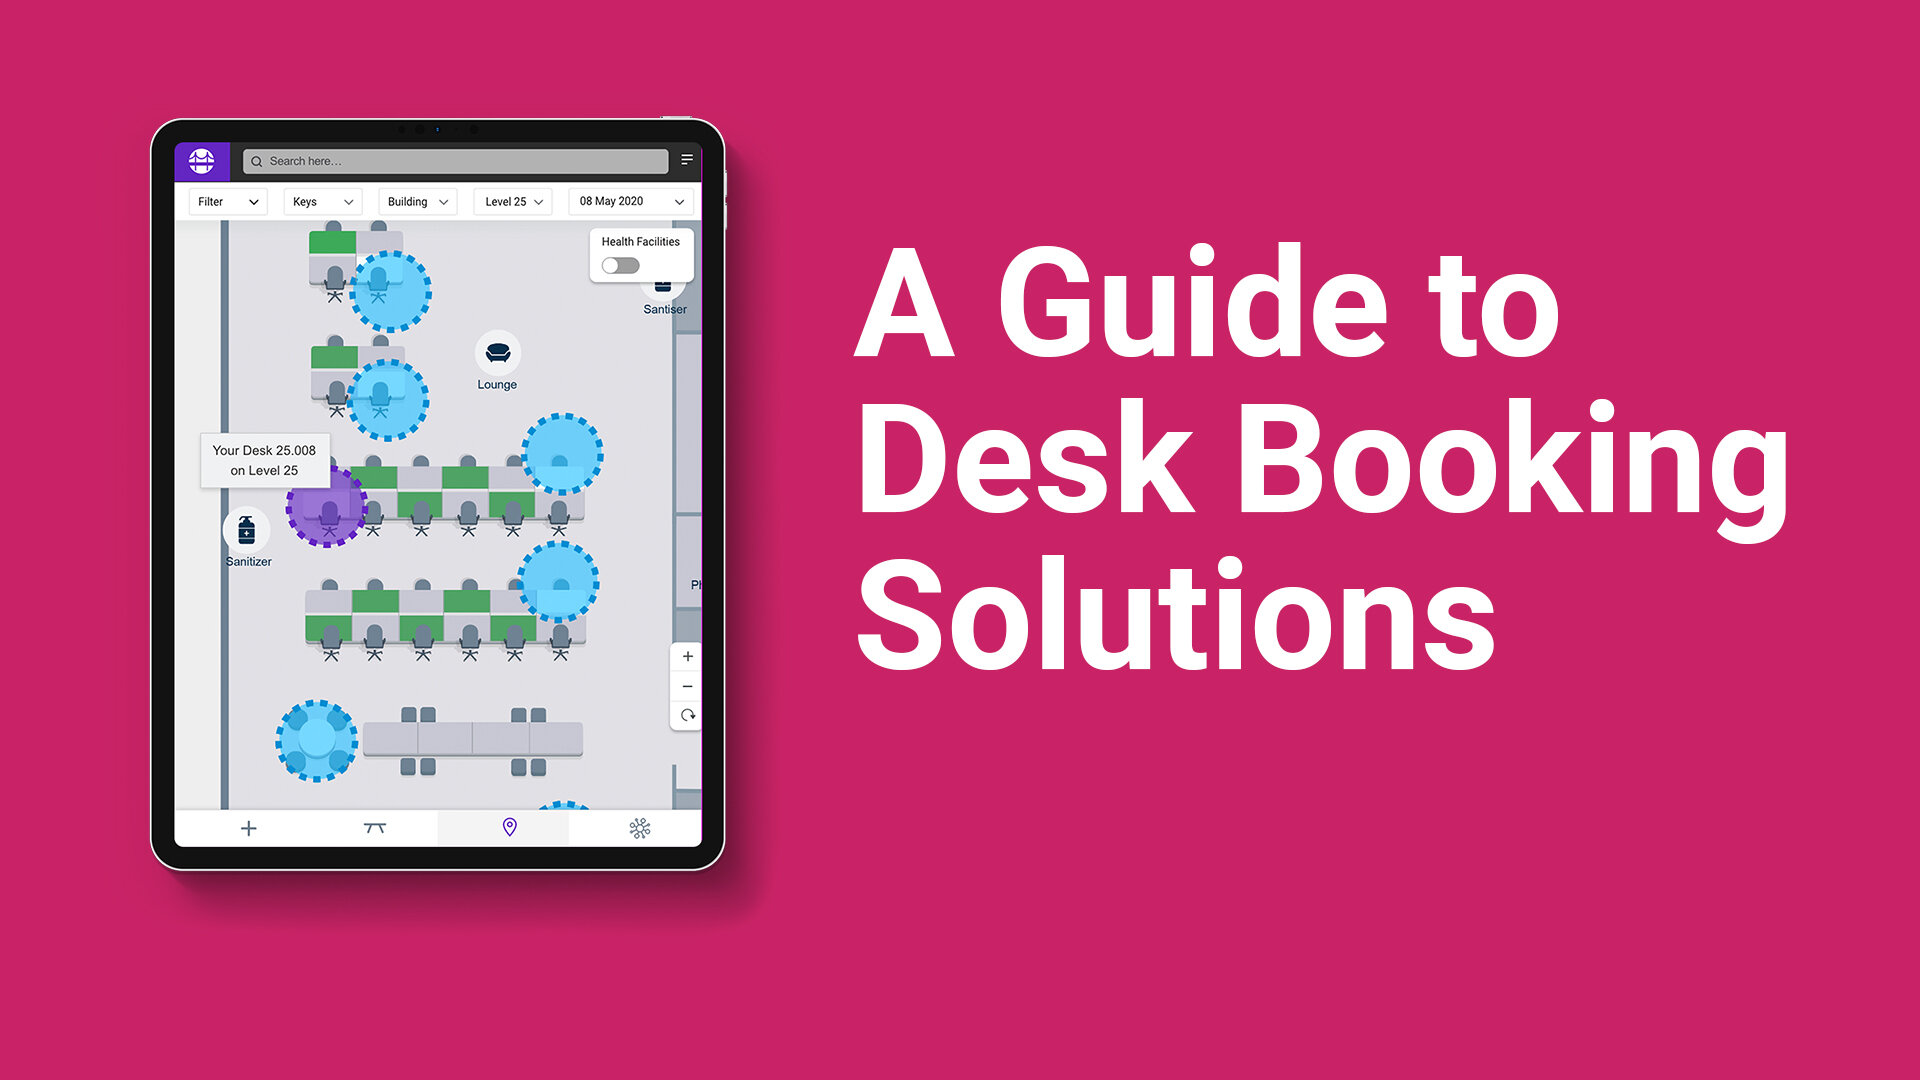 Search here...
Filter
Keys
Building
Level 25
08 May 2020
Health Facilities
Santiser
Lounge
Your Desk 25.008
on Level 25
Sanitizer
A Guide to
Desk Booking
Solutions